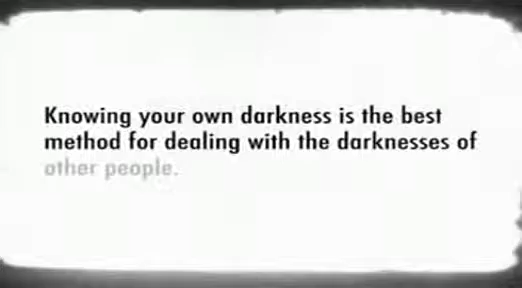 Knowing your own darkness is the best
method for dealing with the darknesses of
other people.